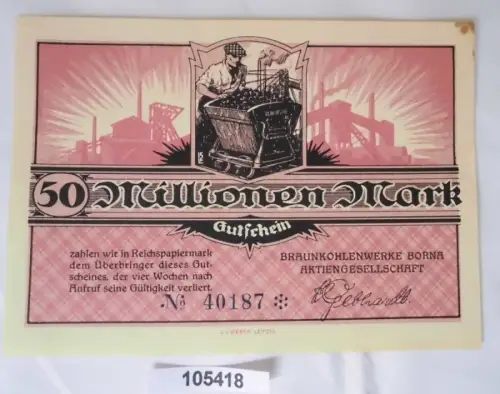 50 Millionen Mark
Gutschein
zahlen wir in Reichspapiermark
dem Überbringer dieses Gut-
scheines, der vier Wochen nach
Aufruf seine Gültigkeit verliert.
BRAUNKOHLENWERKE BORNA
AKTIENGESELLSCHAFT
№ 40187 ❊
105418